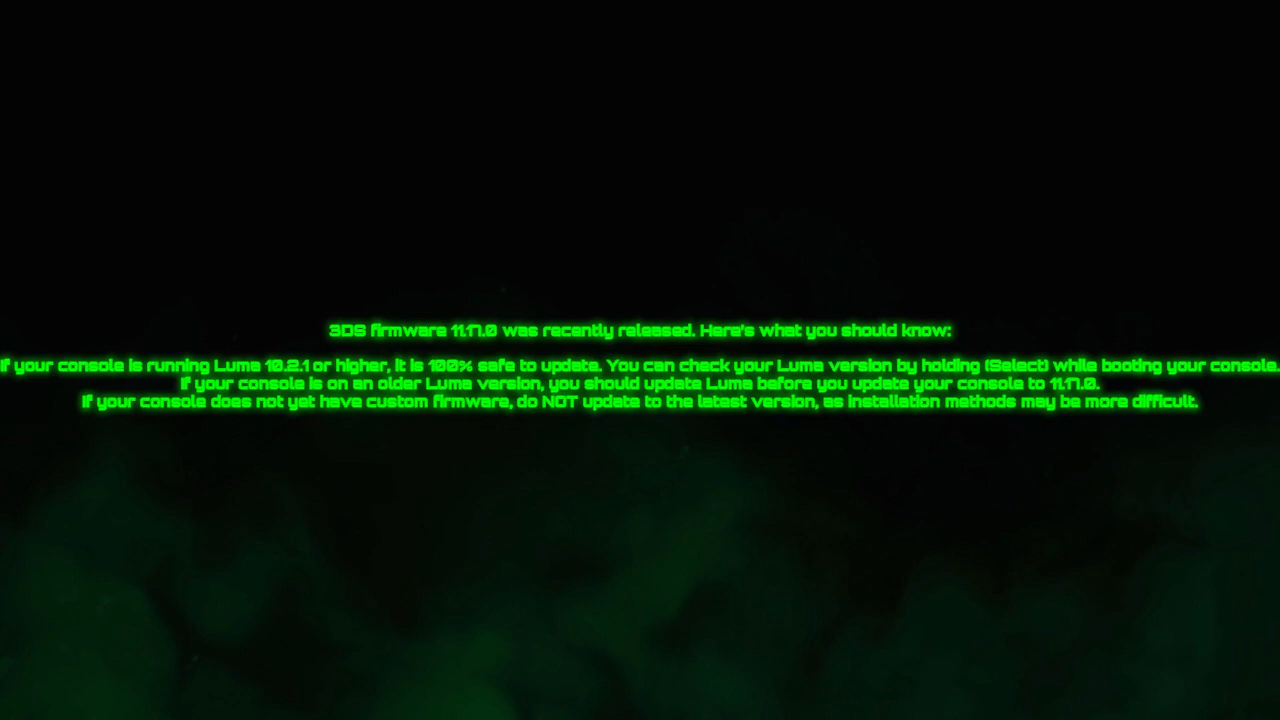 3DS firmware 11.17.0 was recently released. Here's what you should know:
If your console is running Luma 10.2.1 or higher, it is 100% safe to update. You can check your Luma version by holding (Select) while booting your console.
If your console is on an older Luma version, you should update Luma before you update your console to 11.17.0.
If your console does not yet have custom firmware, do NOT update to the latest version, as installation methods may be more difficult.